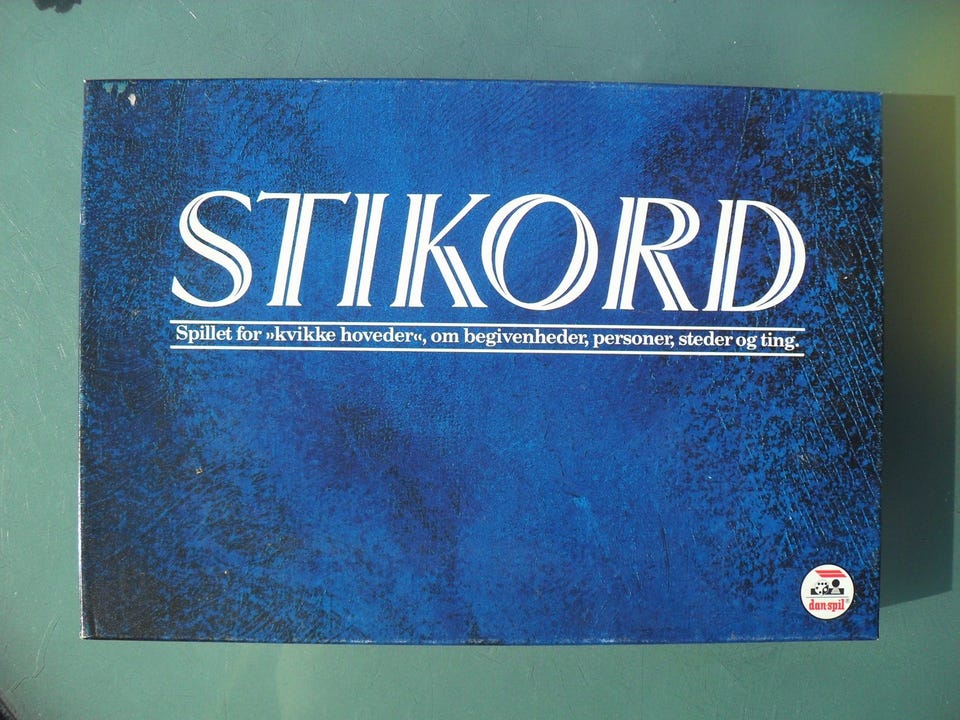 STIKORD
Spillet for »kvikke hoveder«, om begivenheder, personer, steder og ting.
dan-spil®